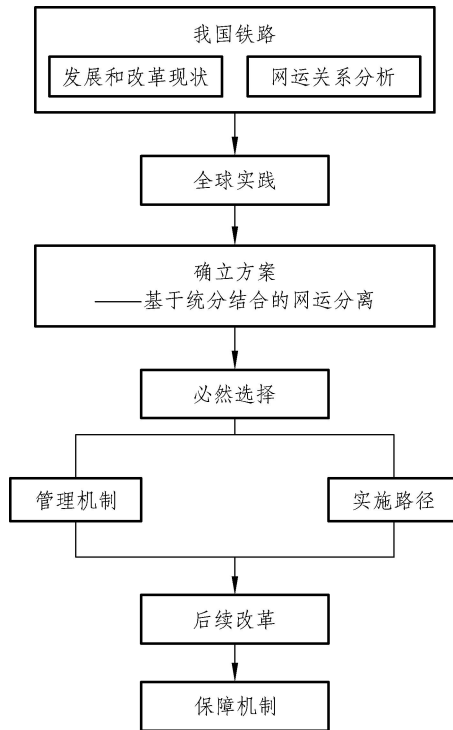 我国铁路
发展和改革现状
网运关系分析
全球实践
确立方案
——基于统分结合的网运分离
必然选择
管理机制
实施路径
后续改革
保障机制